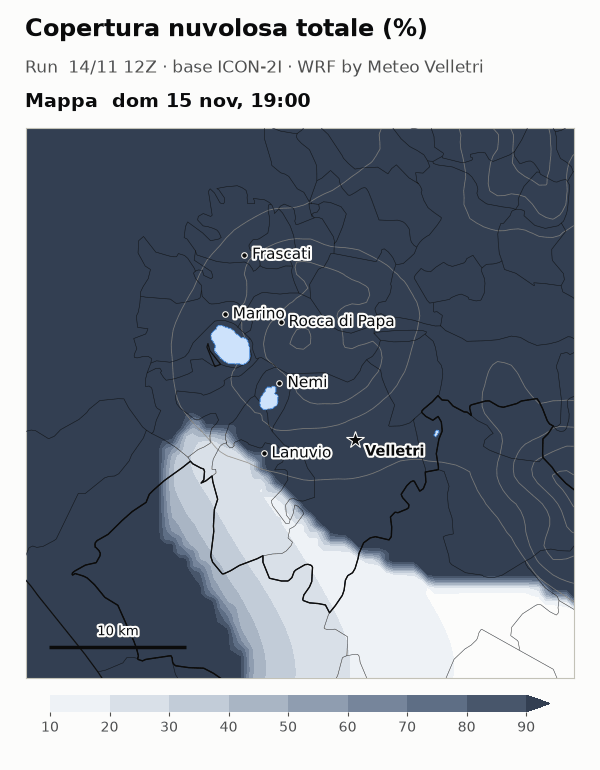 Copertura nuvolosa totale (%)
Run 14/11 12Z · base ICON-2I · WRF by Meteo Velletri
Mappa dom 15 nov, 19:00
Frascati
Marino
Rocca di Papa
Nemi
Velletri
Lanuvio
10 km
10 20 30 40 50 60 70 80 90